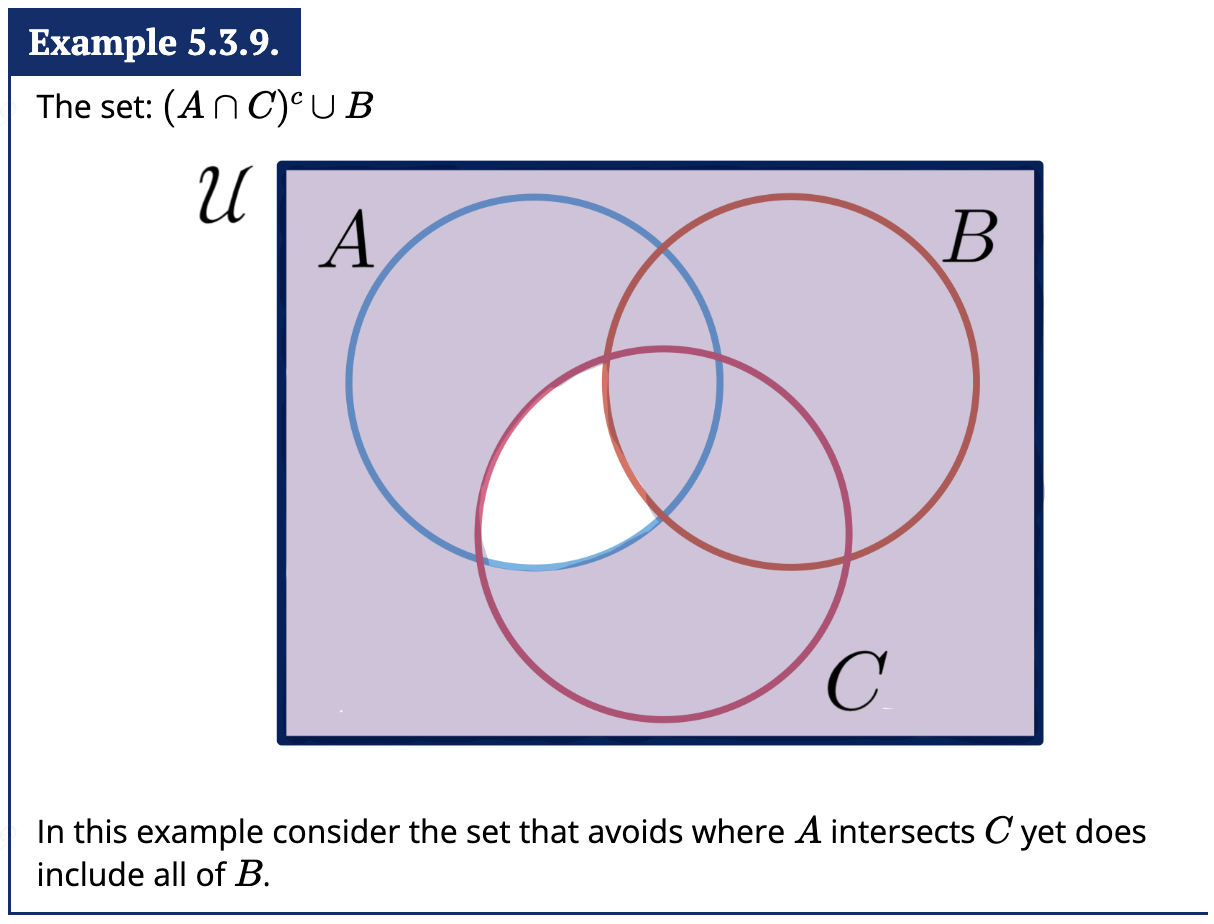 Example 5.3.9.
The set: (A ∩ C)ᶜ ∪ B
𝒰
A
B
C
In this example consider the set that avoids where A intersects C yet does
include all of B.